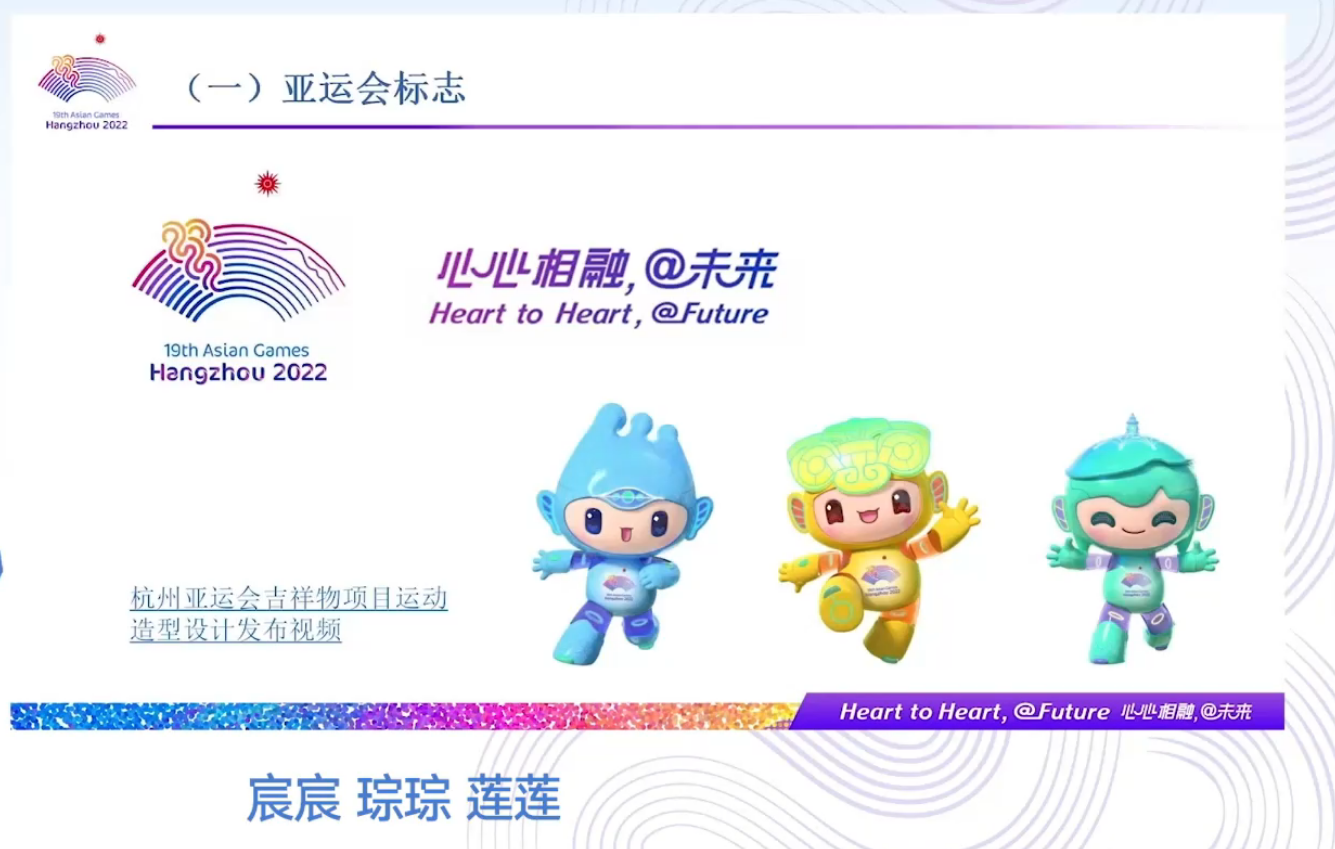 19th Asian Games
Hangzhou 2022
（一）亚运会标志
19th Asian Games
Hangzhou 2022
心心相融,@未来
Heart to Heart, @Future
杭州亚运会吉祥物项目运动
造型设计发布视频
Heart to Heart, @Future 心心相融,@未来
宸宸 琮琮 莲莲